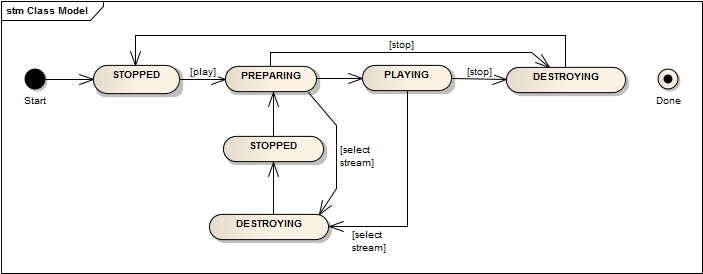 stm Class Model
[stop]
STOPPED
[play]
PREPARING
PLAYING
[stop]
DESTROYING
Start
Done
STOPPED
[select
stream]
DESTROYING
[select
stream]